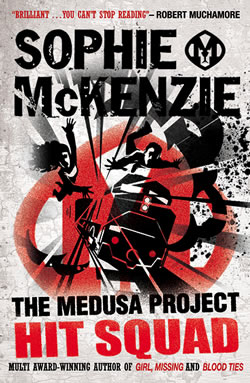 "BRILLIANT ... YOU CAN'T STOP READING" – ROBERT MUCHAMORE
SOPHIE
McKENZIE
THE MEDUSA PROJECT
HIT SQUAD
MULTI AWARD-WINNING AUTHOR OF GIRL, MISSING AND BLOOD TIES